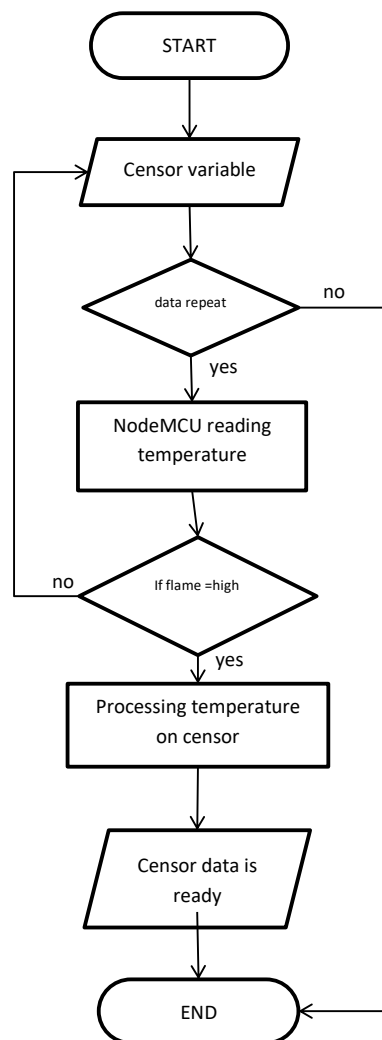 START
Censor variable
data repeat
no
yes
NodeMCU reading
temperature
no
If flame =high
yes
Processing temperature
on censor
Censor data is
ready
END